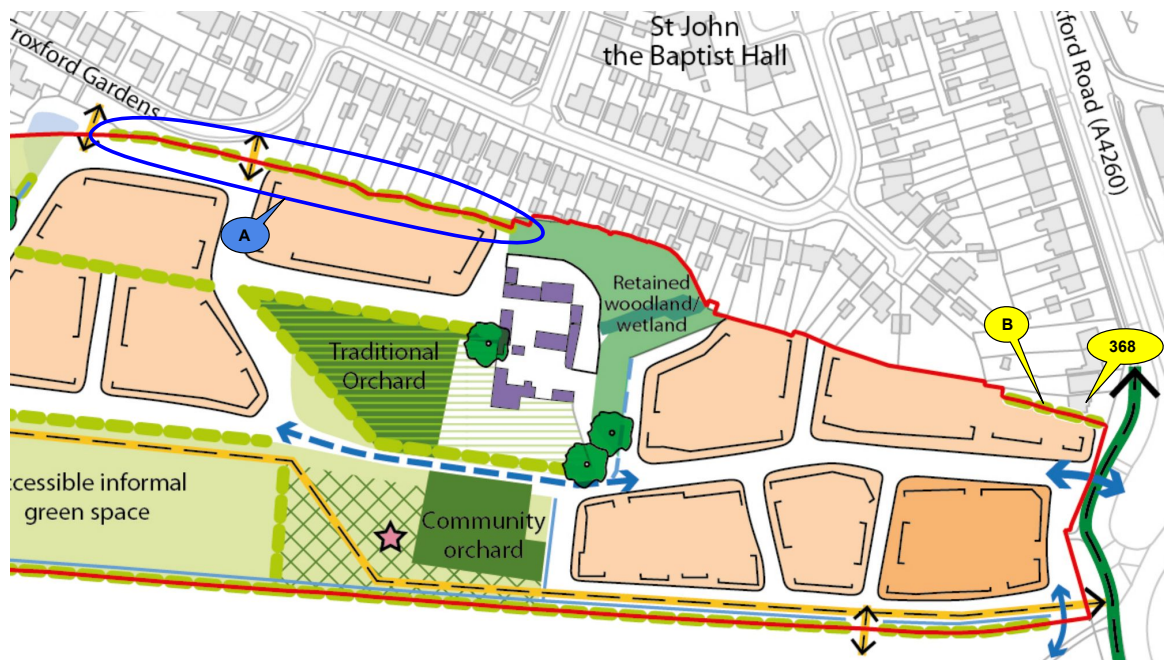 St John
the Baptist Hall
roxford Gardens
xford Road (A4260)
A
Retained
woodland/
wetland
B
368
Traditional
Orchard
ccessible informal
green space
Community
orchard